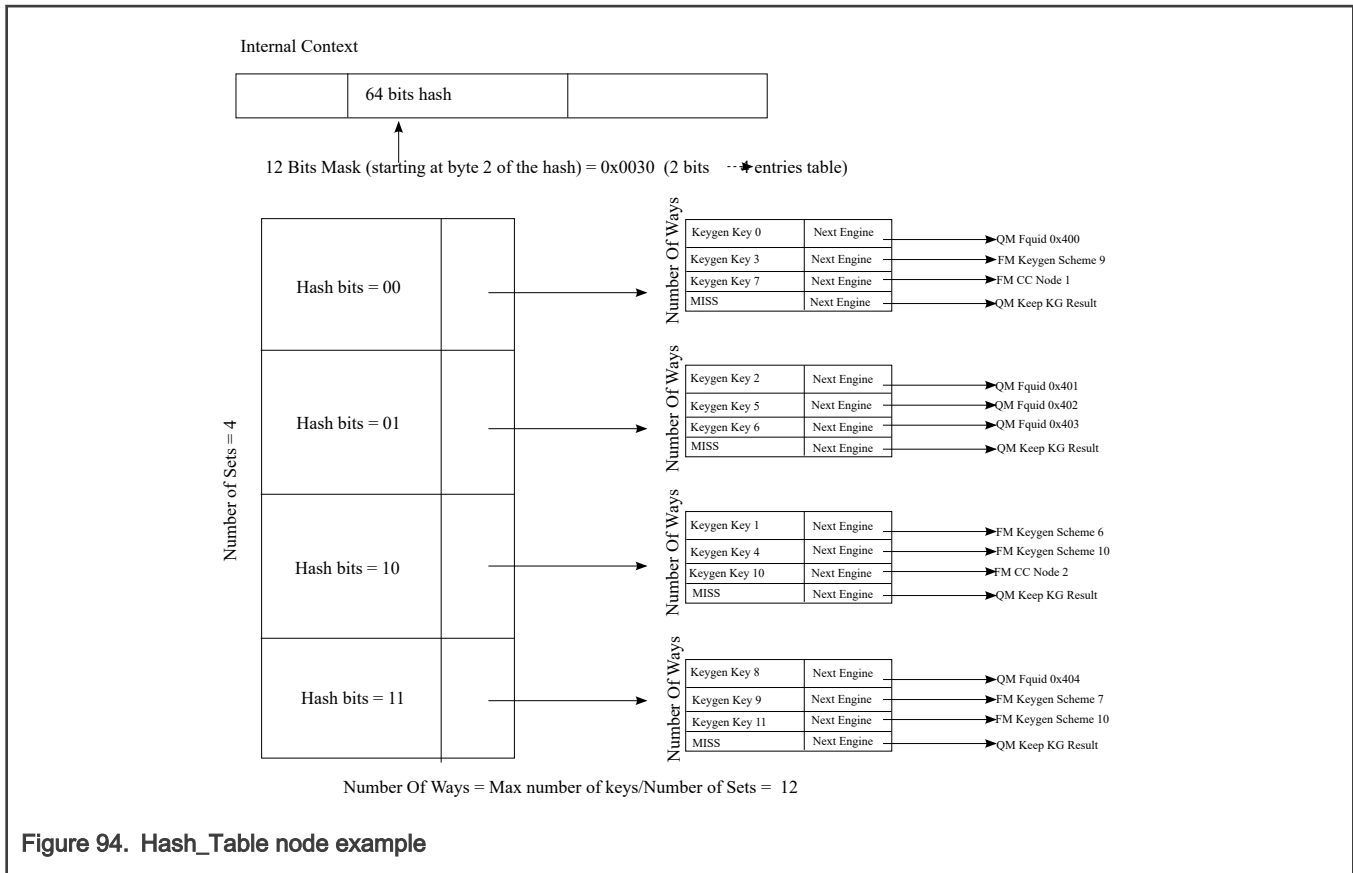 Internal Context
64 bits hash
12 Bits Mask (starting at byte 2 of the hash) = 0x0030 (2 bits entries table)
Number of Sets = 4
Hash bits = 00
Number Of Ways
Keygen Key 0 Next Engine QM Fquid 0x400
Keygen Key 3 Next Engine FM Keygen Scheme 9
Keygen Key 7 Next Engine FM CC Node 1
MISS Next Engine QM Keep KG Result
Hash bits = 01
Number Of Ways
Keygen Key 2 Next Engine QM Fquid 0x401
Keygen Key 5 Next Engine QM Fquid 0x402
Keygen Key 6 Next Engine QM Fquid 0x403
MISS Next Engine QM Keep KG Result
Hash bits = 10
Number Of Ways
Keygen Key 1 Next Engine FM Keygen Scheme 6
Keygen Key 4 Next Engine FM Keygen Scheme 10
Keygen Key 10 Next Engine FM CC Node 2
MISS Next Engine QM Keep KG Result
Hash bits = 11
Number Of Ways
Keygen Key 8 Next Engine QM Fquid 0x404
Keygen Key 9 Next Engine FM Keygen Scheme 7
Keygen Key 11 Next Engine FM Keygen Scheme 10
MISS Next Engine QM Keep KG Result
Number Of Ways = Max number of keys/Number of Sets = 12
Figure 94. Hash_Table node example